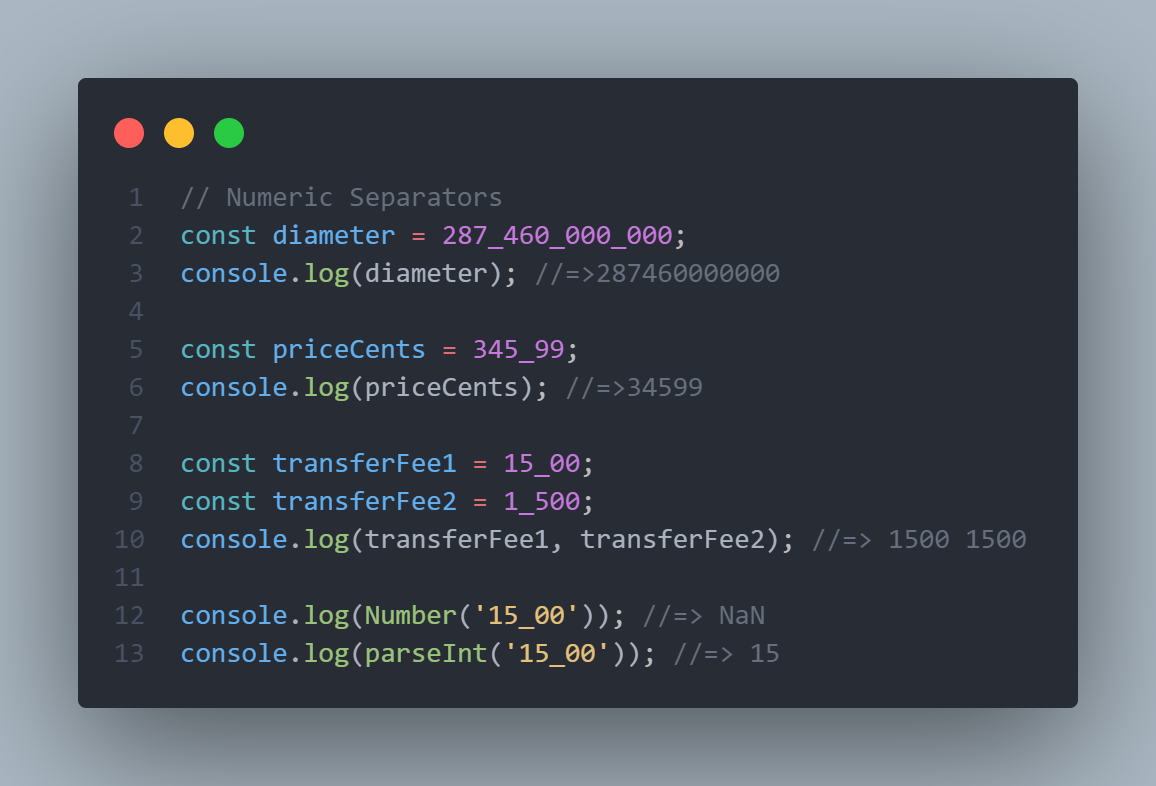 1 // Numeric Separators
2 const diameter = 287_460_000_000;
3 console.log(diameter); //=>287460000000
4
5 const priceCents = 345_99;
6 console.log(priceCents); //=>34599
7
8 const transferFee1 = 15_00;
9 const transferFee2 = 1_500;
10 console.log(transferFee1, transferFee2); //=> 1500 1500
11
12 console.log(Number('15_00')); //=> NaN
13 console.log(parseInt('15_00')); //=> 15